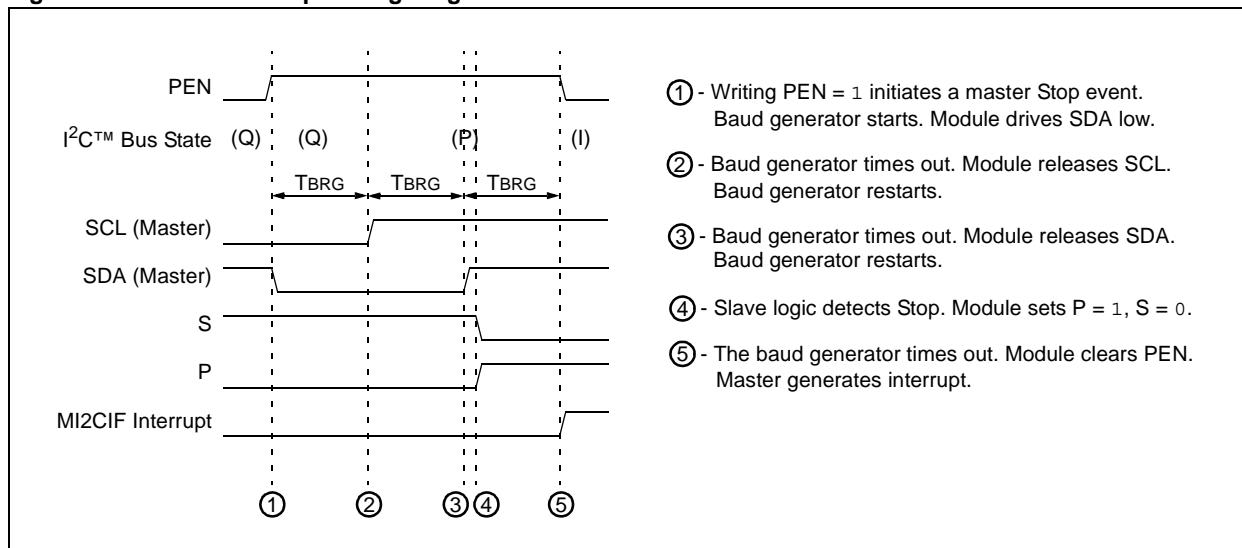 PEN
I2C™ Bus State (Q) (Q) (P) (I)
TBRG TBRG TBRG
SCL (Master)
SDA (Master)
S
P
MI2CIF Interrupt
① ② ③ ④ ⑤
① - Writing PEN = 1 initiates a master Stop event.
Baud generator starts. Module drives SDA low.
② - Baud generator times out. Module releases SCL.
Baud generator restarts.
③ - Baud generator times out. Module releases SDA.
Baud generator restarts.
④ - Slave logic detects Stop. Module sets P = 1, S = 0.
⑤ - The baud generator times out. Module clears PEN.
Master generates interrupt.